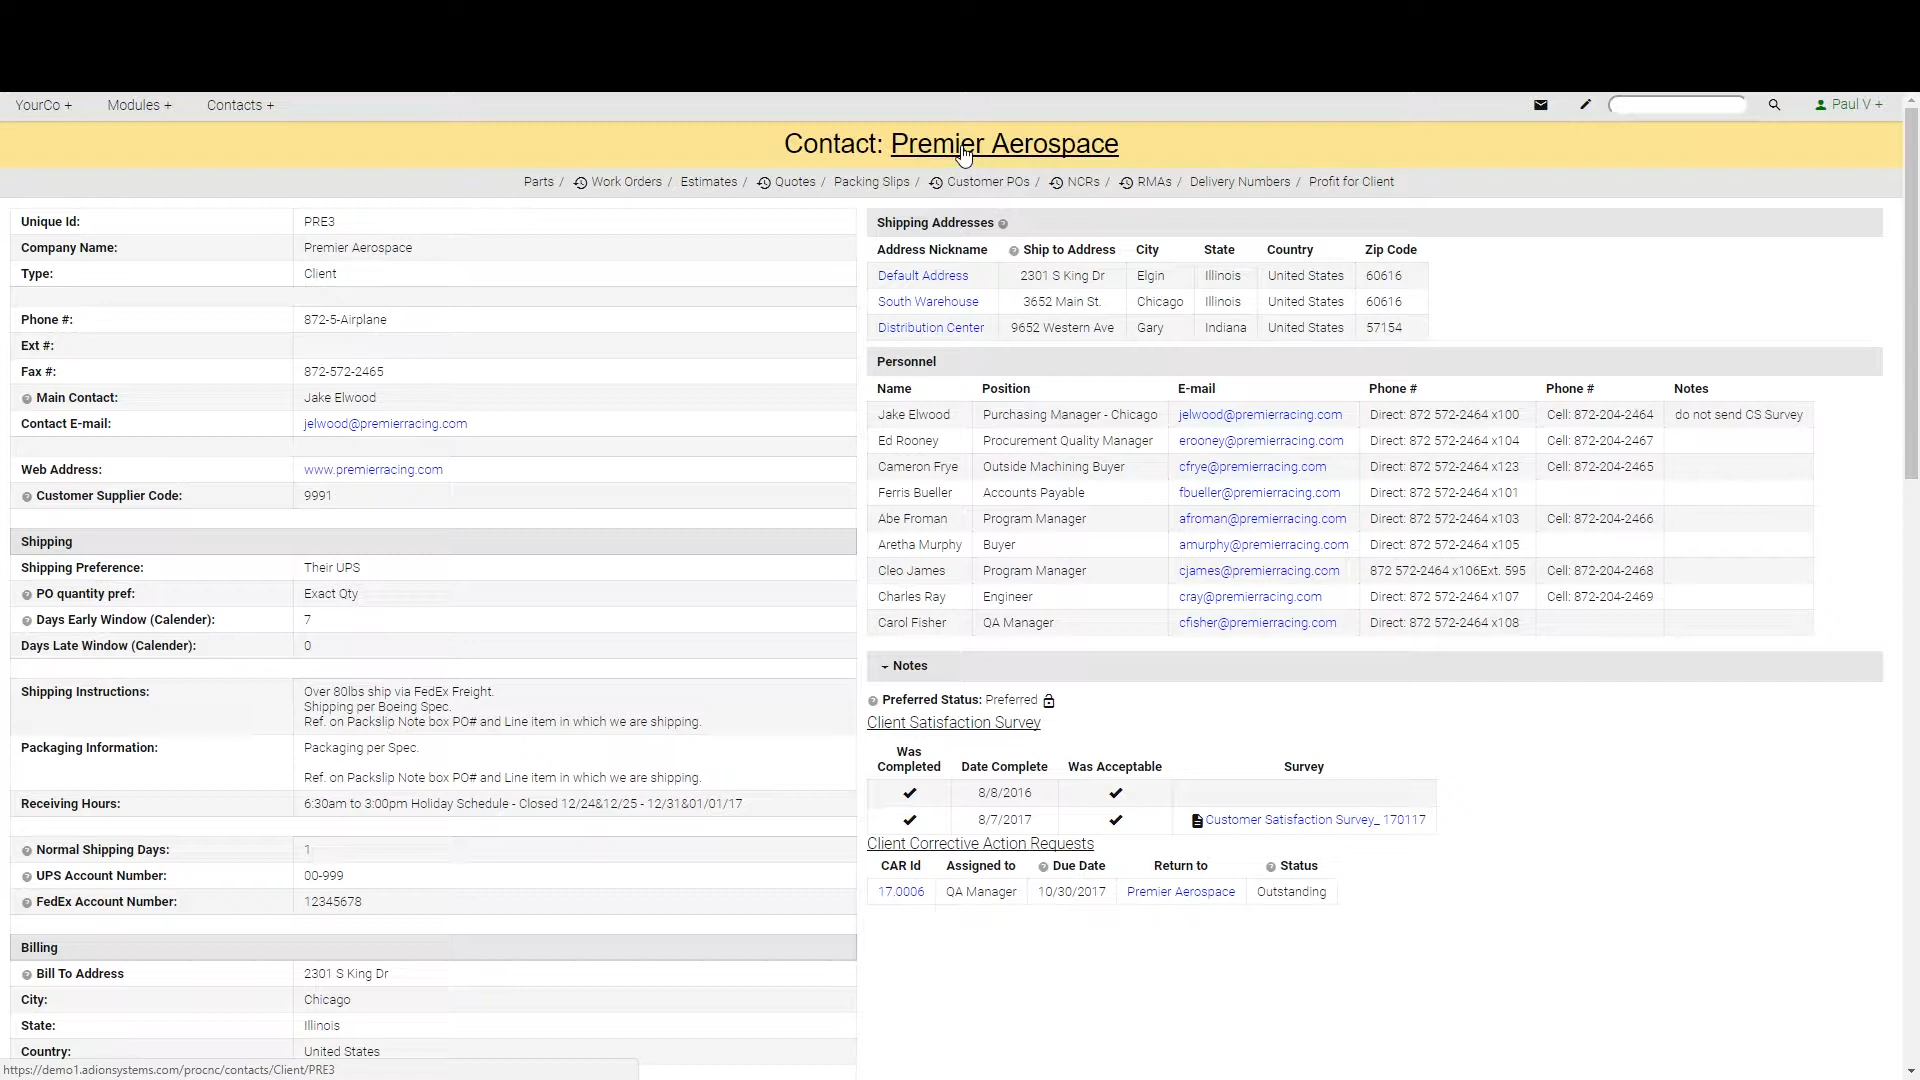 YourCo + Modules + Contacts + Paul V +
Contact: Premier Aerospace
Parts / Work Orders / Estimates / Quotes / Packing Slips / Customer POs / NCRs / RMAs / Delivery Numbers / Profit for Client
Unique Id: PRE3
Company Name: Premier Aerospace
Type: Client
Phone #: 872-5-Airplane
Ext #:
Fax #: 872-572-2465
Main Contact: Jake Elwood
Contact E-mail: jelwood@premierracing.com
Web Address: www.premierracing.com
Customer Supplier Code: 9991
Shipping
Shipping Preference: Their UPS
PO quantity pref: Exact Qty
Days Early Window (Calender): 7
Days Late Window (Calender): 0
Shipping Instructions: Over 80lbs ship via FedEx Freight.
Shipping per Boeing Spec.
Ref. on Packslip Note box PO# and Line item in which we are shipping.
Packaging Information: Packaging per Spec.
Ref. on Packslip Note box PO# and Line item in which we are shipping.
Receiving Hours: 6:30am to 3:00pm Holiday Schedule - Closed 12/24&12/25 - 12/31&01/01/17
Normal Shipping Days: 1
UPS Account Number: 00-999
FedEx Account Number: 12345678
Billing
Bill To Address 2301 S King Dr
City: Chicago
State: Illinois
Country: United States
Shipping Addresses
Address Nickname Ship to Address City State Country Zip Code
Default Address 2301 S King Dr Elgin Illinois United States 60616
South Warehouse 3652 Main St. Chicago Illinois United States 60616
Distribution Center 9652 Western Ave Gary Indiana United States 57154
Personnel
Name Position E-mail Phone # Phone # Notes
Jake Elwood Purchasing Manager - Chicago jelwood@premierracing.com Direct: 872 572-2464 x100 Cell: 872-204-2464 do not send CS Survey
Ed Rooney Procurement Quality Manager erooney@premierracing.com Direct: 872 572-2464 x104 Cell: 872-204-2467
Cameron Frye Outside Machining Buyer cfrye@premierracing.com Direct: 872 572-2464 x123 Cell: 872-204-2465
Ferris Bueller Accounts Payable fbueller@premierracing.com Direct: 872 572-2464 x101
Abe Froman Program Manager afroman@premierracing.com Direct: 872 572-2464 x103 Cell: 872-204-2466
Aretha Murphy Buyer amurphy@premierracing.com Direct: 872 572-2464 x105
Cleo James Program Manager cjames@premierracing.com 872 572-2464 x106Ext. 595 Cell: 872-204-2468
Charles Ray Engineer cray@premierracing.com Direct: 872 572-2464 x107 Cell: 872-204-2469
Carol Fisher QA Manager cfisher@premierracing.com Direct: 872 572-2464 x108
Notes
Preferred Status: Preferred
Client Satisfaction Survey
Was
Completed Date Complete Was Acceptable Survey
8/8/2016
8/7/2017 Customer Satisfaction Survey_ 170117
Client Corrective Action Requests
CAR Id Assigned to Due Date Return to Status
17.0006 QA Manager 10/30/2017 Premier Aerospace Outstanding
https://demo1.adionsystems.com/procnc/contacts/Client/PRE3